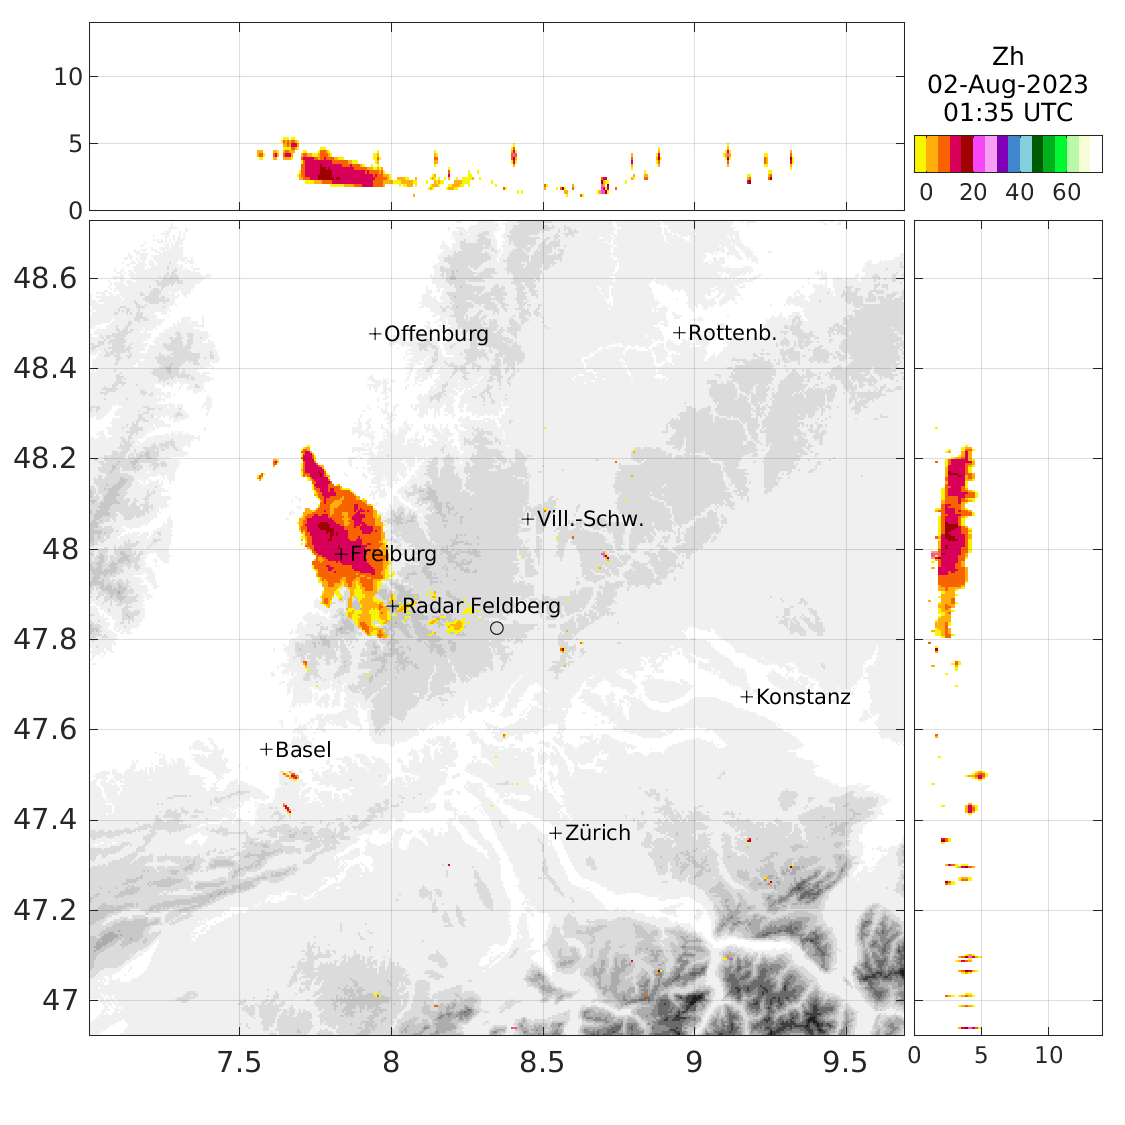 10
5
0
Zh
02-Aug-2023
01:35 UTC
0 20 40 60
48.6
48.4
48.2
48
47.8
47.6
47.4
47.2
47
Offenburg
Rottenb.
Vill.-Schw.
Freiburg
Radar Feldberg
Konstanz
Basel
Zürich
7.5 8 8.5 9 9.5
0 5 10